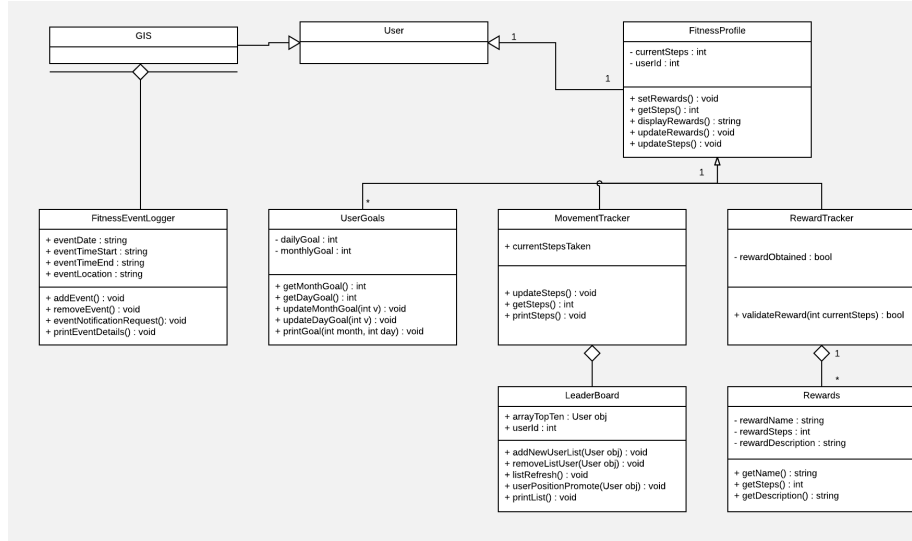 GIS
User
1
1
FitnessProfile
- currentSteps : int
- userId : int
+ setRewards() : void
+ getSteps() : int
+ displayRewards() : string
+ updateRewards() : void
+ updateSteps() : void
1
*
FitnessEventLogger
+ eventDate : string
+ eventTimeStart : string
+ eventTimeEnd : string
+ eventLocation : string
+ addEvent() : void
+ removeEvent() : void
+ eventNotificationRequest(): void
+ printEventDetails() : void
UserGoals
- dailyGoal : int
- monthlyGoal : int
+ getMonthGoal() : int
+ getDayGoal() : int
+ updateMonthGoal(int v) : void
+ updateDayGoal(int v) : void
+ printGoal(int month, int day) : void
MovementTracker
+ currentStepsTaken
+ updateSteps() : void
+ getSteps() : int
+ printSteps() : void
RewardTracker
- rewardObtained : bool
+ validateReward(int currentSteps) : bool
1
*
LeaderBoard
+ arrayTopTen : User obj
+ userId : int
+ addNewUserList(User obj) : void
+ removeListUser(User obj) : void
+ listRefresh() : void
+ userPositionPromote(User obj) : void
+ printList() : void
Rewards
- rewardName : string
- rewardSteps : int
- rewardDescription : string
+ getName() : string
+ getSteps() : int
+ getDescription() : string